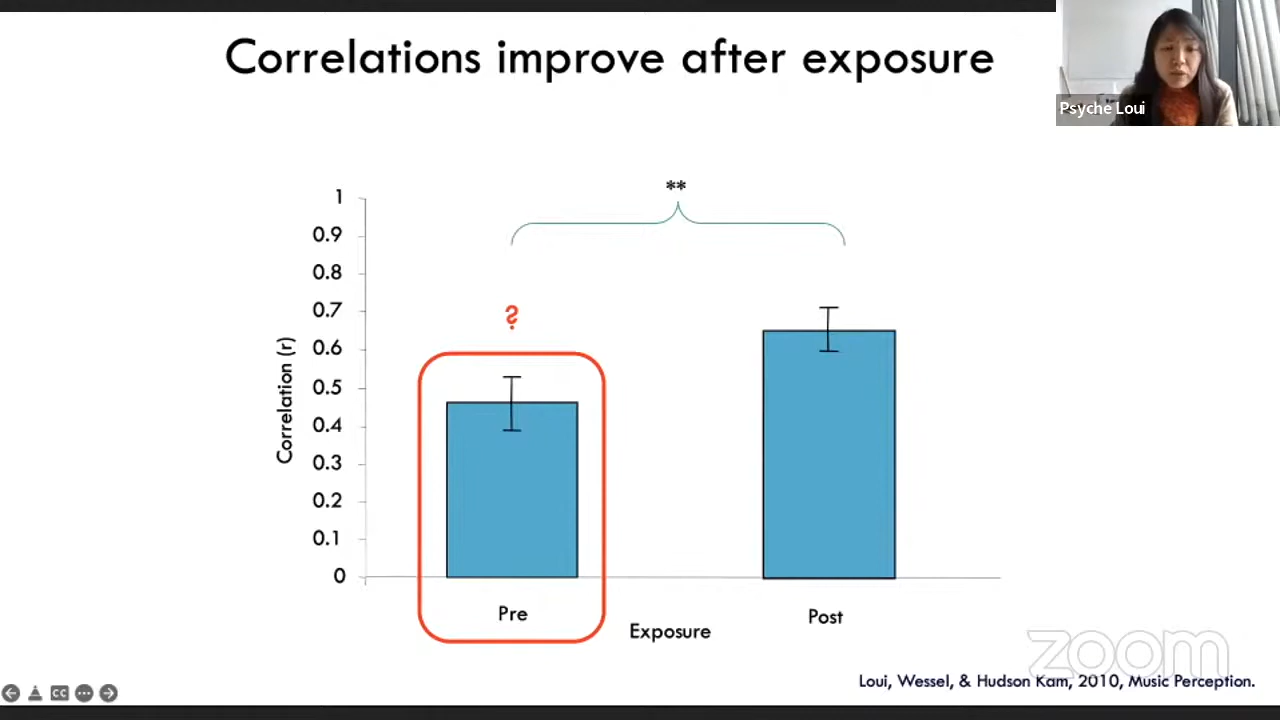 Correlations improve after exposure
Psyche Loui
**
1
0.9
0.8
0.7
0.6
0.5
0.4
0.3
0.2
0.1
0
Correlation (r)
?
Pre
Post
Exposure
zoom
Loui, Wessel, & Hudson Kam, 2010, Music Perception.
CC